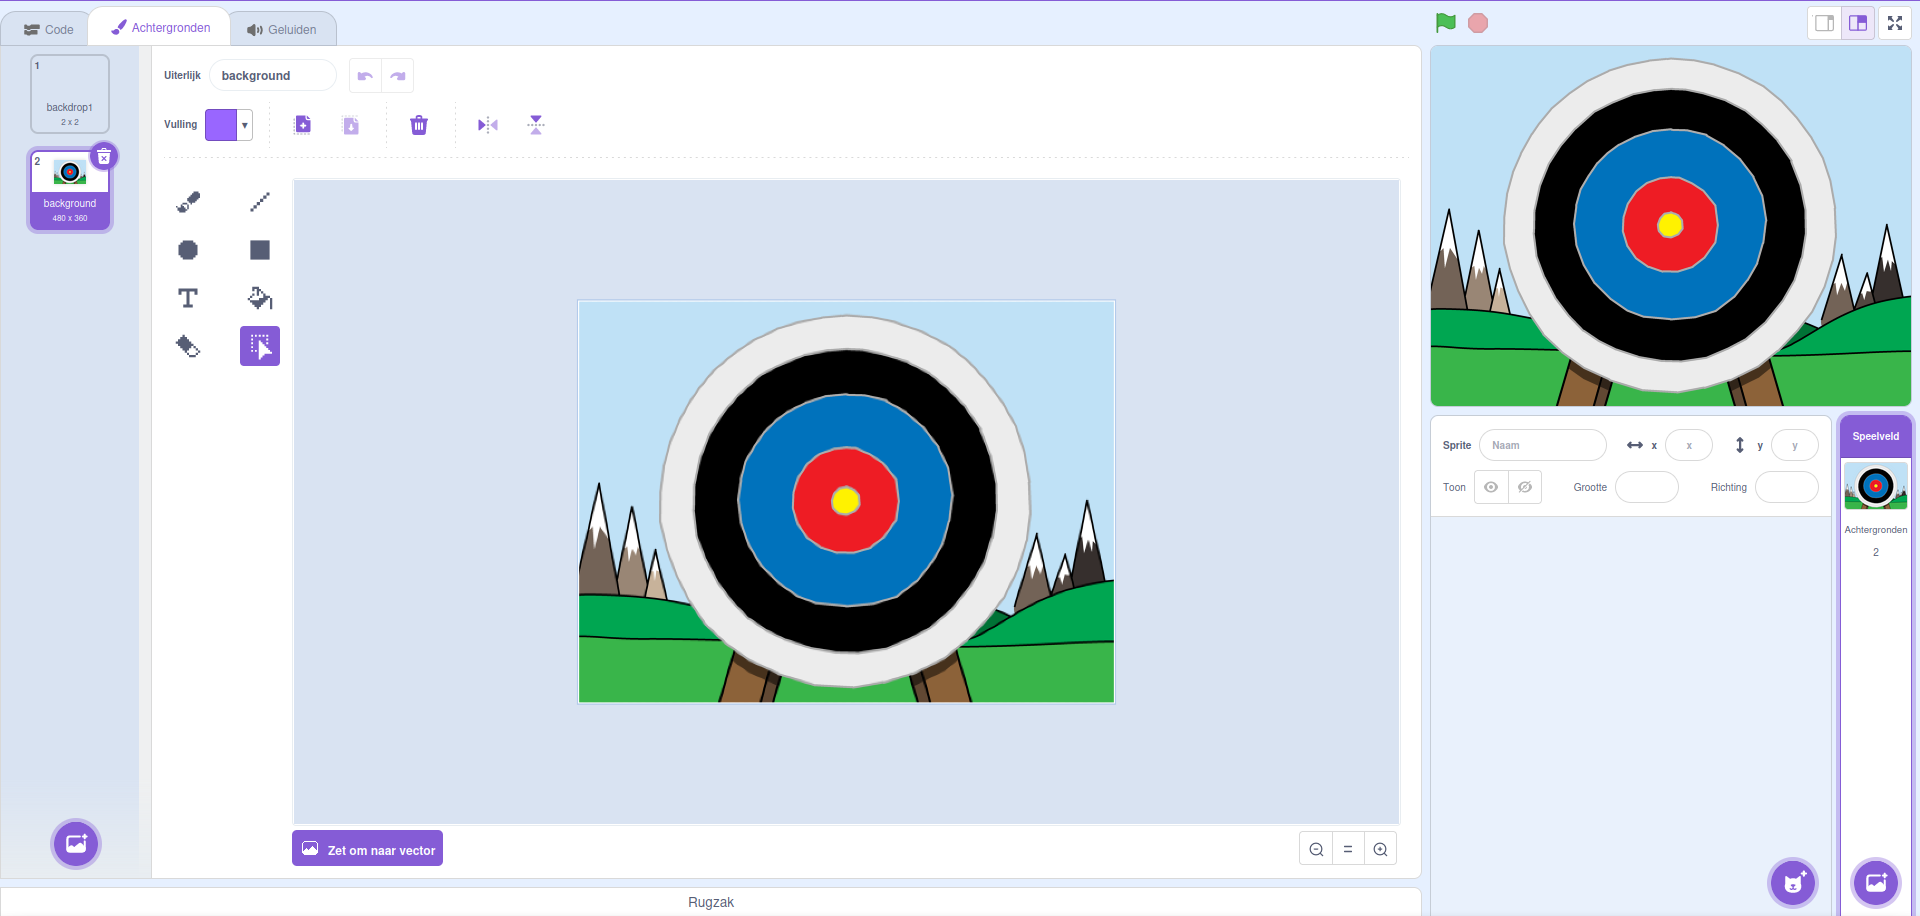 Code
Achtergronden
Geluiden
1
backdrop1
2 x 2
2
background
480 x 360
Uiterlijk
background
Vulling
T
Zet om naar vector
=
Rugzak
Sprite
Naam
x
x
y
y
Toon
Grootte
Richting
Speelveld
Achtergronden
2